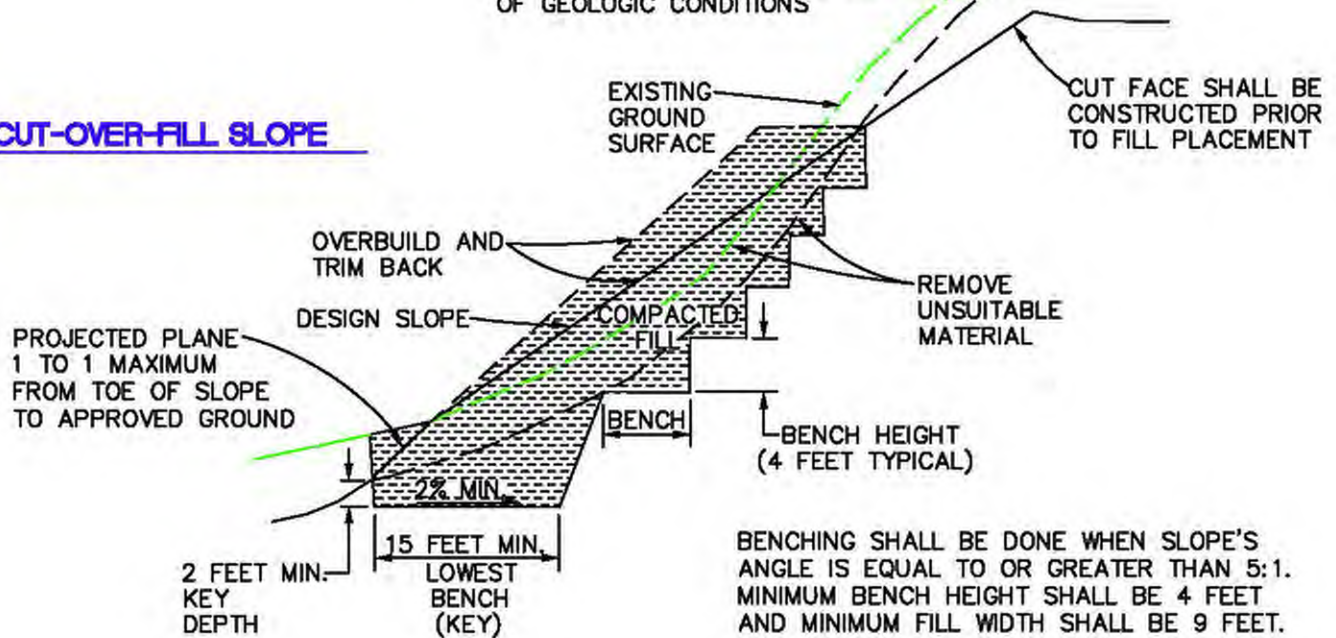 OF GEOLOGIC CONDITIONS
CUT-OVER-FILL SLOPE
EXISTING
GROUND
SURFACE
CUT FACE SHALL BE
CONSTRUCTED PRIOR
TO FILL PLACEMENT
OVERBUILD AND
TRIM BACK
DESIGN SLOPE
COMPACTED
FILL
REMOVE
UNSUITABLE
MATERIAL
PROJECTED PLANE
1 TO 1 MAXIMUM
FROM TOE OF SLOPE
TO APPROVED GROUND
BENCH
BENCH HEIGHT
(4 FEET TYPICAL)
2% MIN.
15 FEET MIN.
LOWEST
BENCH
(KEY)
2 FEET MIN.
KEY
DEPTH
BENCHING SHALL BE DONE WHEN SLOPE'S
ANGLE IS EQUAL TO OR GREATER THAN 5:1.
MINIMUM BENCH HEIGHT SHALL BE 4 FEET
AND MINIMUM FILL WIDTH SHALL BE 9 FEET.